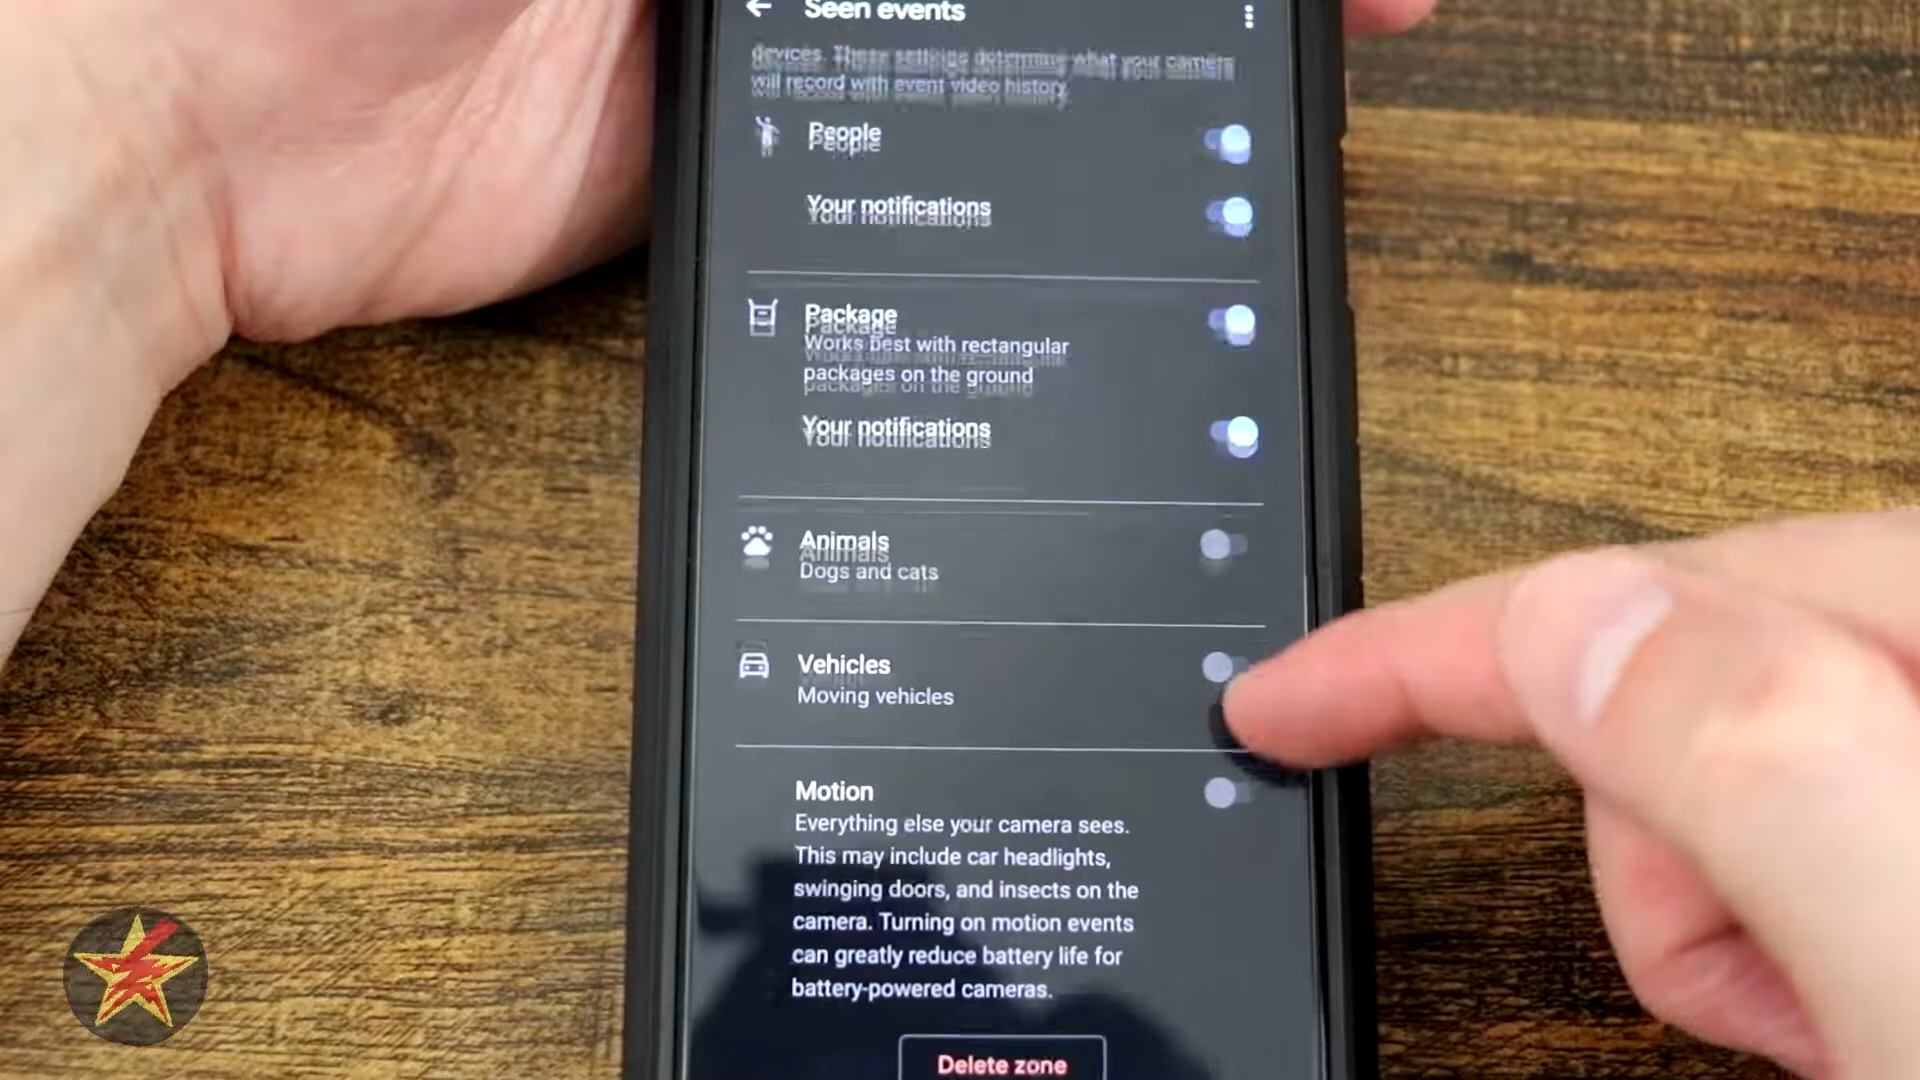 Seen events
devices. These settings determine what your camera
will record with event video history.
People
Your notifications
Package
Works best with rectangular
packages on the ground
Your notifications
Animals
Dogs and cats
Vehicles
Moving vehicles
Motion
Everything else your camera sees.
This may include car headlights,
swinging doors, and insects on the
camera. Turning on motion events
can greatly reduce battery life for
battery-powered cameras.
Delete zone